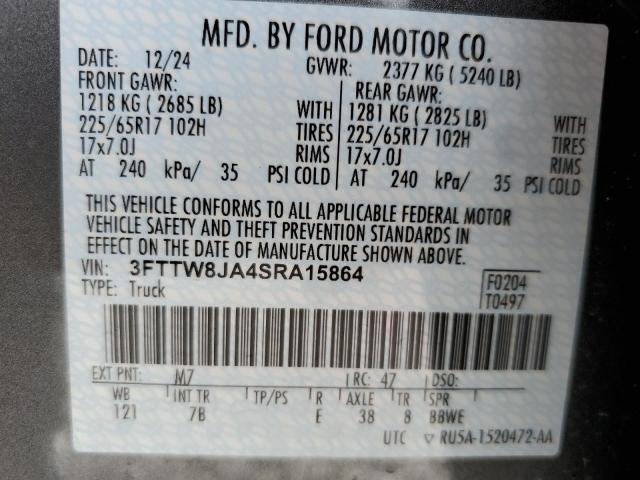 MFD. BY FORD MOTOR CO.
DATE: 12/24 GVWR: 2377 KG ( 5240 LB)
FRONT GAWR: REAR GAWR:
1218 KG ( 2685 LB) WITH 1281 KG ( 2825 LB) WITH
225/65R17 102H TIRES 225/65R17 102H TIRES
17x7.0J RIMS 17x7.0J RIMS
AT 240 kPa/ 35 PSI COLD AT 240 kPa/ 35 PSI COLD
THIS VEHICLE CONFORMS TO ALL APPLICABLE FEDERAL MOTOR
VEHICLE SAFETY AND THEFT PREVENTION STANDARDS IN
EFFECT ON THE DATE OF MANUFACTURE SHOWN ABOVE.
VIN: 3FTTW8JA4SRA15864 F0204
TYPE: Truck T0497
EXT PNT: M7 RC: 47 DSO:
WB INT TR TP/PS R AXLE TR SPR
121 7B E 38 8 BBWE
UTC ▽ RU5A-1520472-AA